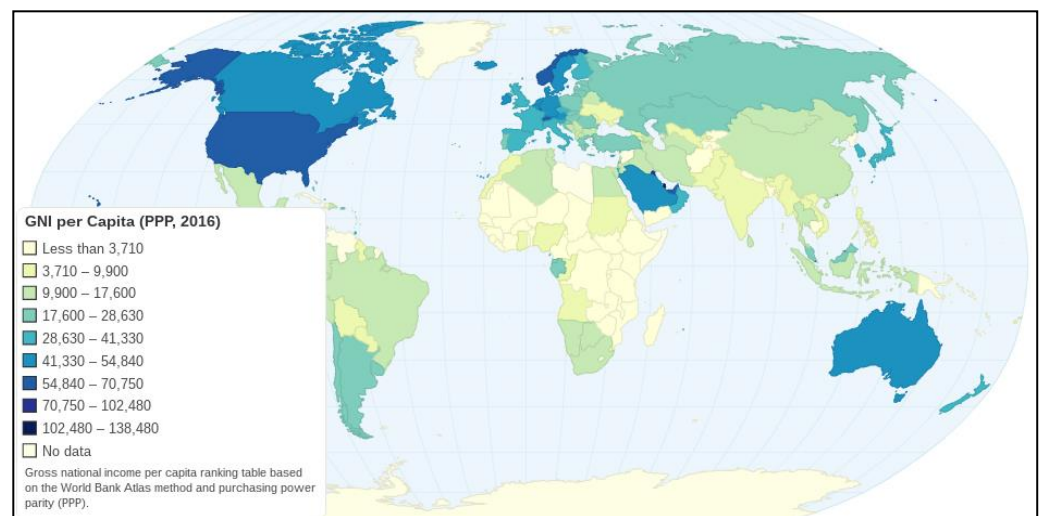 GNI per Capita (PPP, 2016)
Less than 3,710
3,710 – 9,900
9,900 – 17,600
17,600 – 28,630
28,630 – 41,330
41,330 – 54,840
54,840 – 70,750
70,750 – 102,480
102,480 – 138,480
No data
Gross national income per capita ranking table based
on the World Bank Atlas method and purchasing power
parity (PPP).